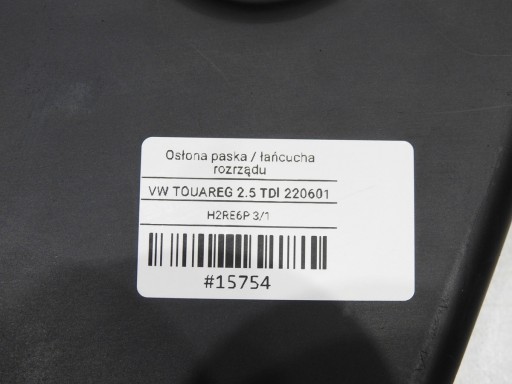 Osłona paska / łańcucha
rozrządu
VW TOUAREG 2.5 TDI 220601
H2RE6P 3/1
#15754